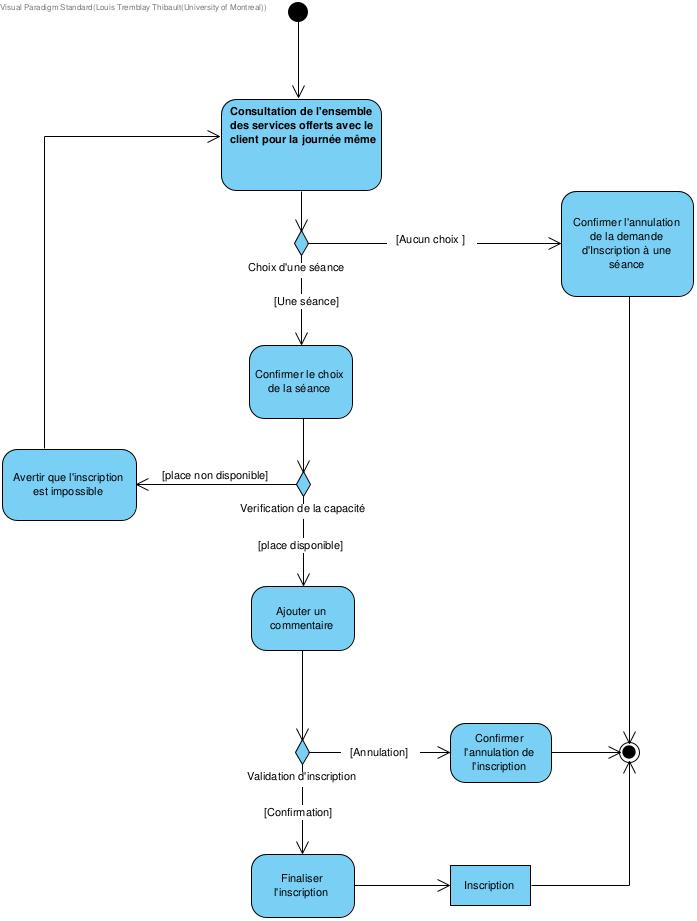 Visual Paradigm Standard(Louis Tremblay Thibault(University of Montreal))
Consultation de l'ensemble
des services offerts avec le
client pour la journée même
[Aucun choix ]
Confirmer l'annulation
de la demande
d'Inscription à une
séance
Choix d'une séance
[Une séance]
Confirmer le choix
de la séance
Avertir que l'inscription
est impossible
[place non disponible]
Verification de la capacité
[place disponible]
Ajouter un
commentaire
[Annulation]
Confirmer
l'annulation de
l'inscription
Validation d'inscription
[Confirmation]
Finaliser
l'inscription
Inscription